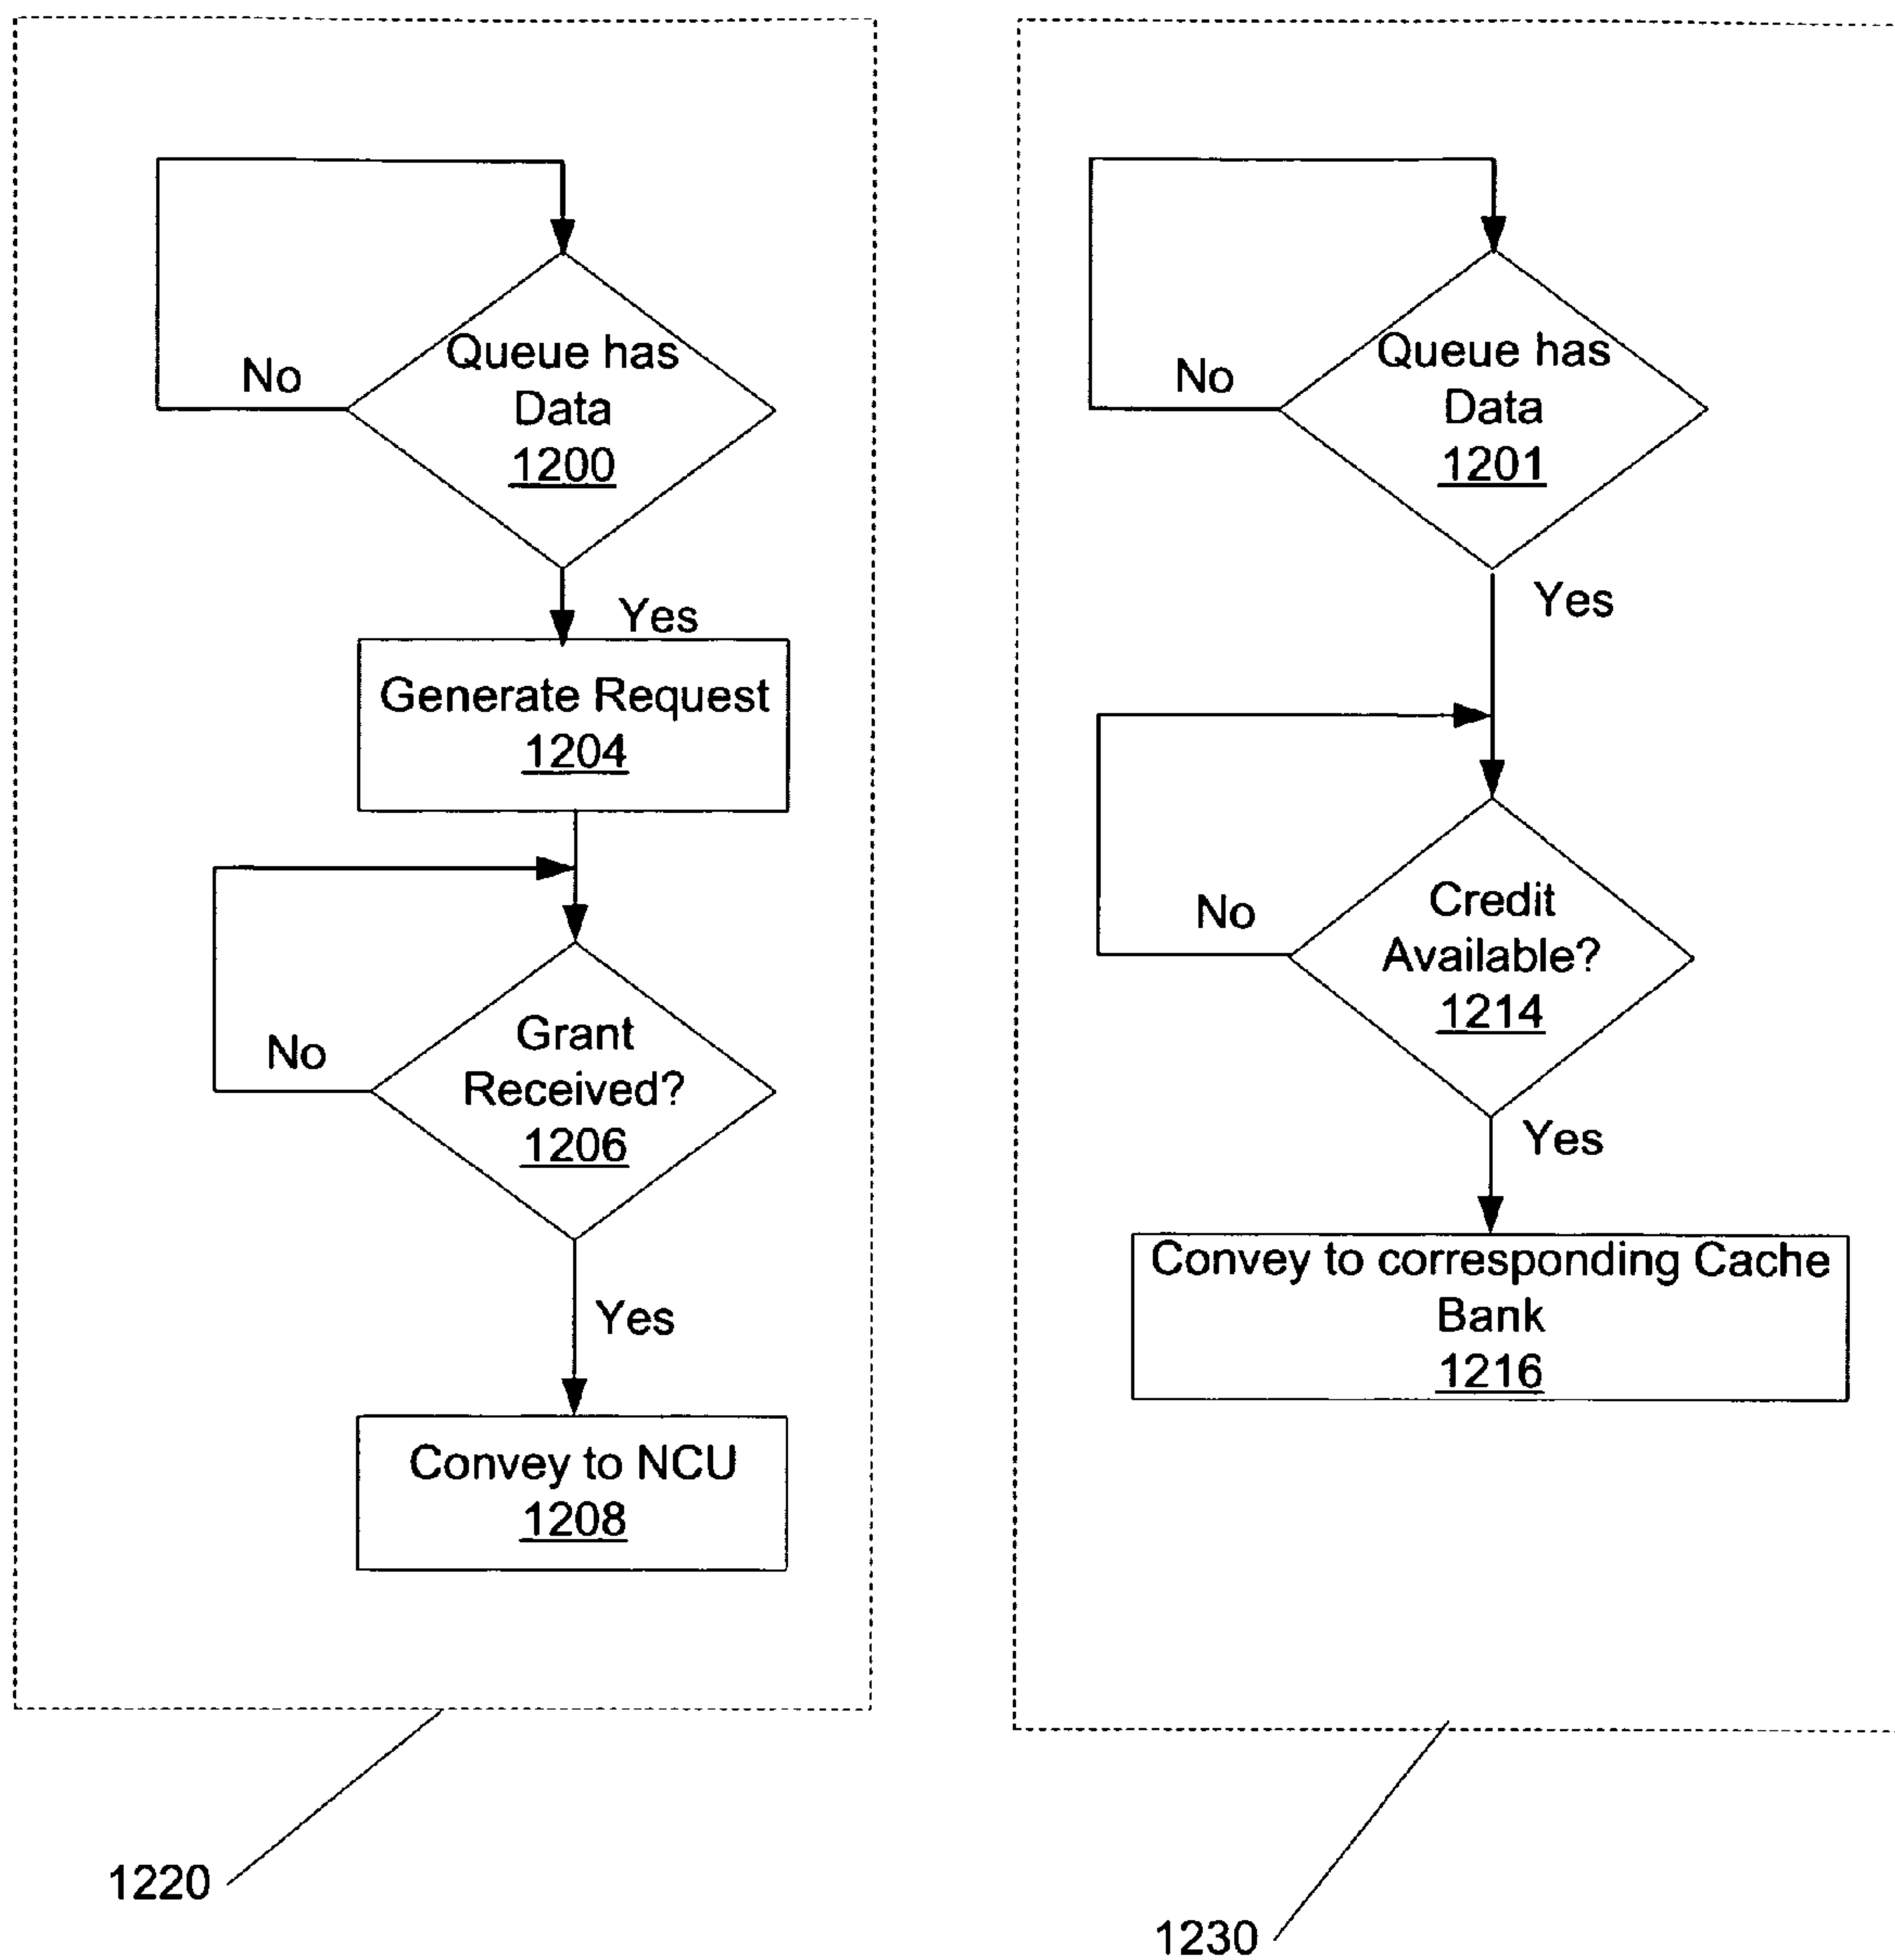 Queue has
Data
1200
No
Yes
Generate Request
1204
Grant
Received?
1206
No
Yes
Convey to NCU
1208
1220
Queue has
Data
1201
No
Yes
Credit
Available?
1214
No
Yes
Convey to corresponding Cache
Bank
1216
1230